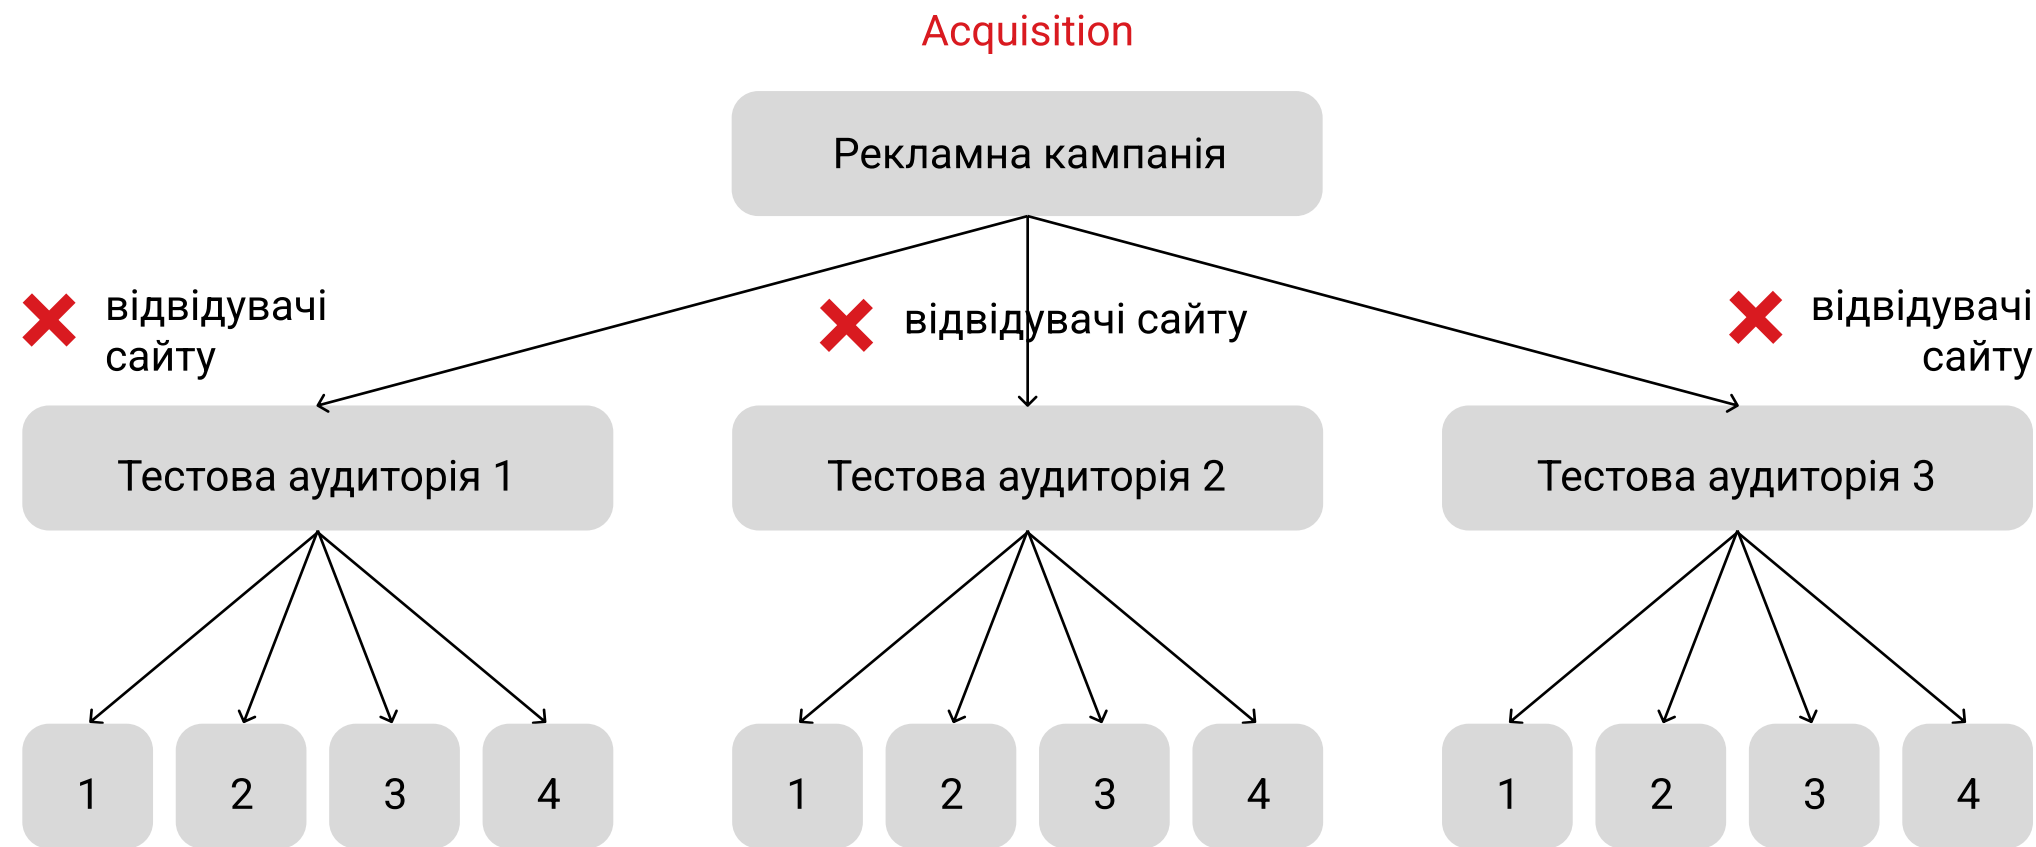 Acquisition
Рекламна кампанія
відвідувачі
сайту
відвідувачі сайту
відвідувачі
сайту
Тестова аудиторія 1
Тестова аудиторія 2
Тестова аудиторія 3
1
2
3
4
1
2
3
4
1
2
3
4